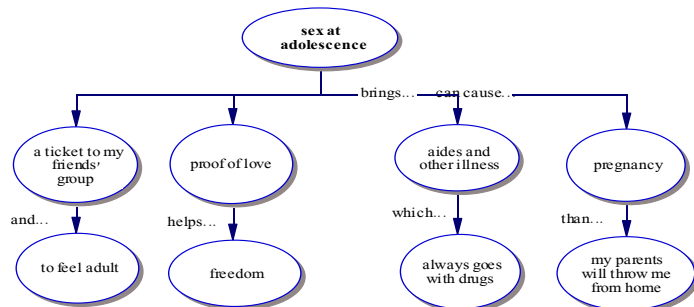 sex at
adolescence
brings... can cause...
a ticket to my
friends'
group
proof of love
aides and
other illness
pregnancy
and...
helps...
which...
than...
to feel adult
freedom
always goes
with drugs
my parents
will throw me
from home